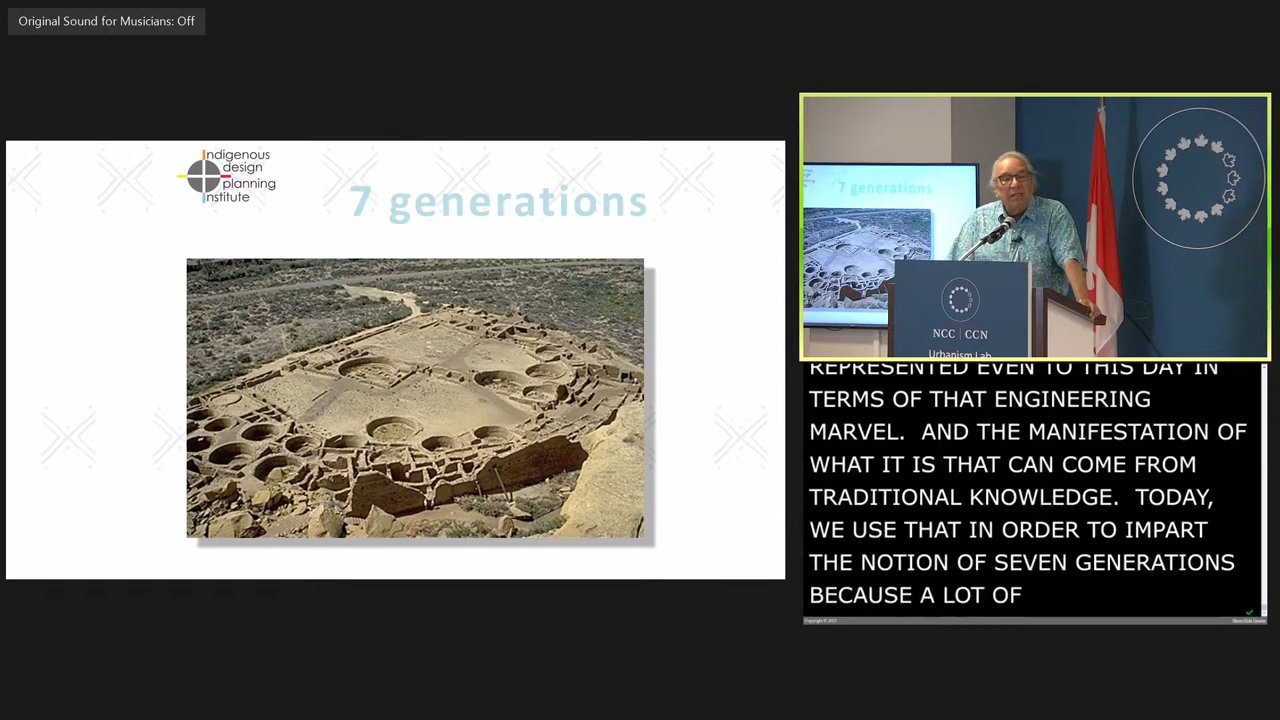 Original Sound for Musicians: Off
Indigenous
design
planning
institute
7 generations
7 generations
NCC | CCN
Urbanism Lab
REPRESENTED EVEN TO THIS DAY IN
TERMS OF THAT ENGINEERING
MARVEL. AND THE MANIFESTATION OF
WHAT IT IS THAT CAN COME FROM
TRADITIONAL KNOWLEDGE. TODAY,
WE USE THAT IN ORDER TO IMPART
THE NOTION OF SEVEN GENERATIONS
BECAUSE A LOT OF